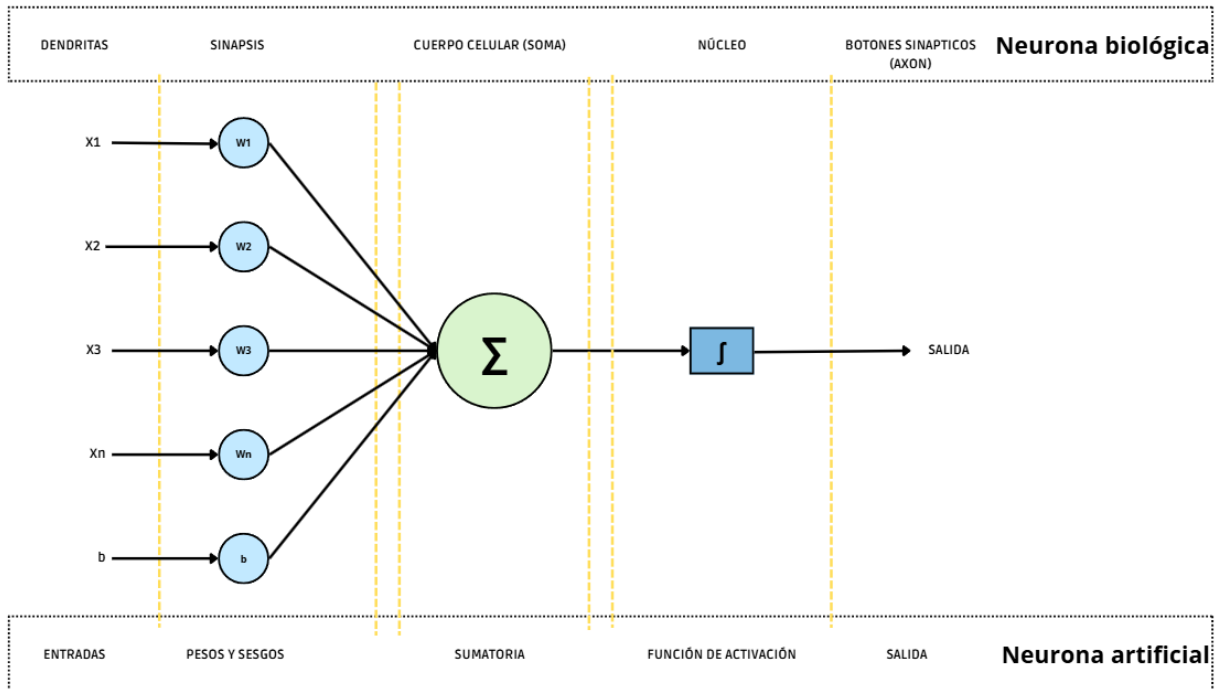 DENDRITAS
SINAPSIS
CUERPO CELULAR (SOMA)
NÚCLEO
BOTONES SINAPTICOS
(AXON)
Neurona biológica
X1
W1
X2
W2
X3
W3
Σ
∫
SALIDA
Xn
Wn
b
b
ENTRADAS
PESOS Y SESGOS
SUMATORIA
FUNCIÓN DE ACTIVACIÓN
SALIDA
Neurona artificial